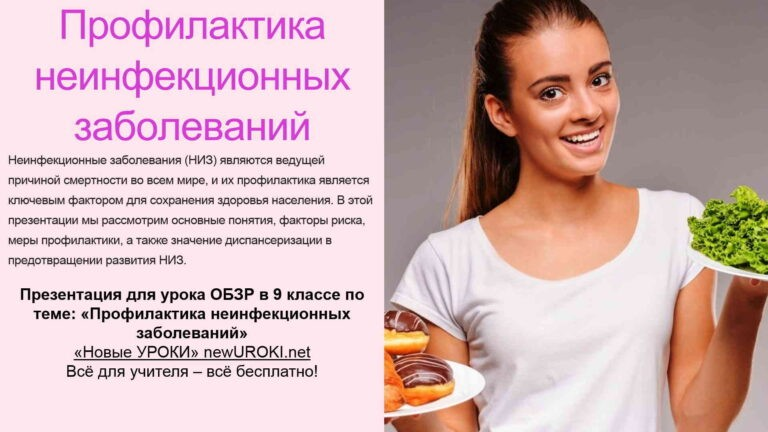 Профилактика
неинфекционных
заболеваний
Неинфекционные заболевания (НИЗ) являются ведущей
причиной смертности во всем мире, и их профилактика является
ключевым фактором для сохранения здоровья населения. В этой
презентации мы рассмотрим основные понятия, факторы риска,
меры профилактики, а также значение диспансеризации в
предотвращении развития НИЗ.
Презентация для урока ОБЗР в 9 классе по
теме: «Профилактика неинфекционных
заболеваний»
«Новые УРОКИ» newUROKI.net
Всё для учителя – всё бесплатно!